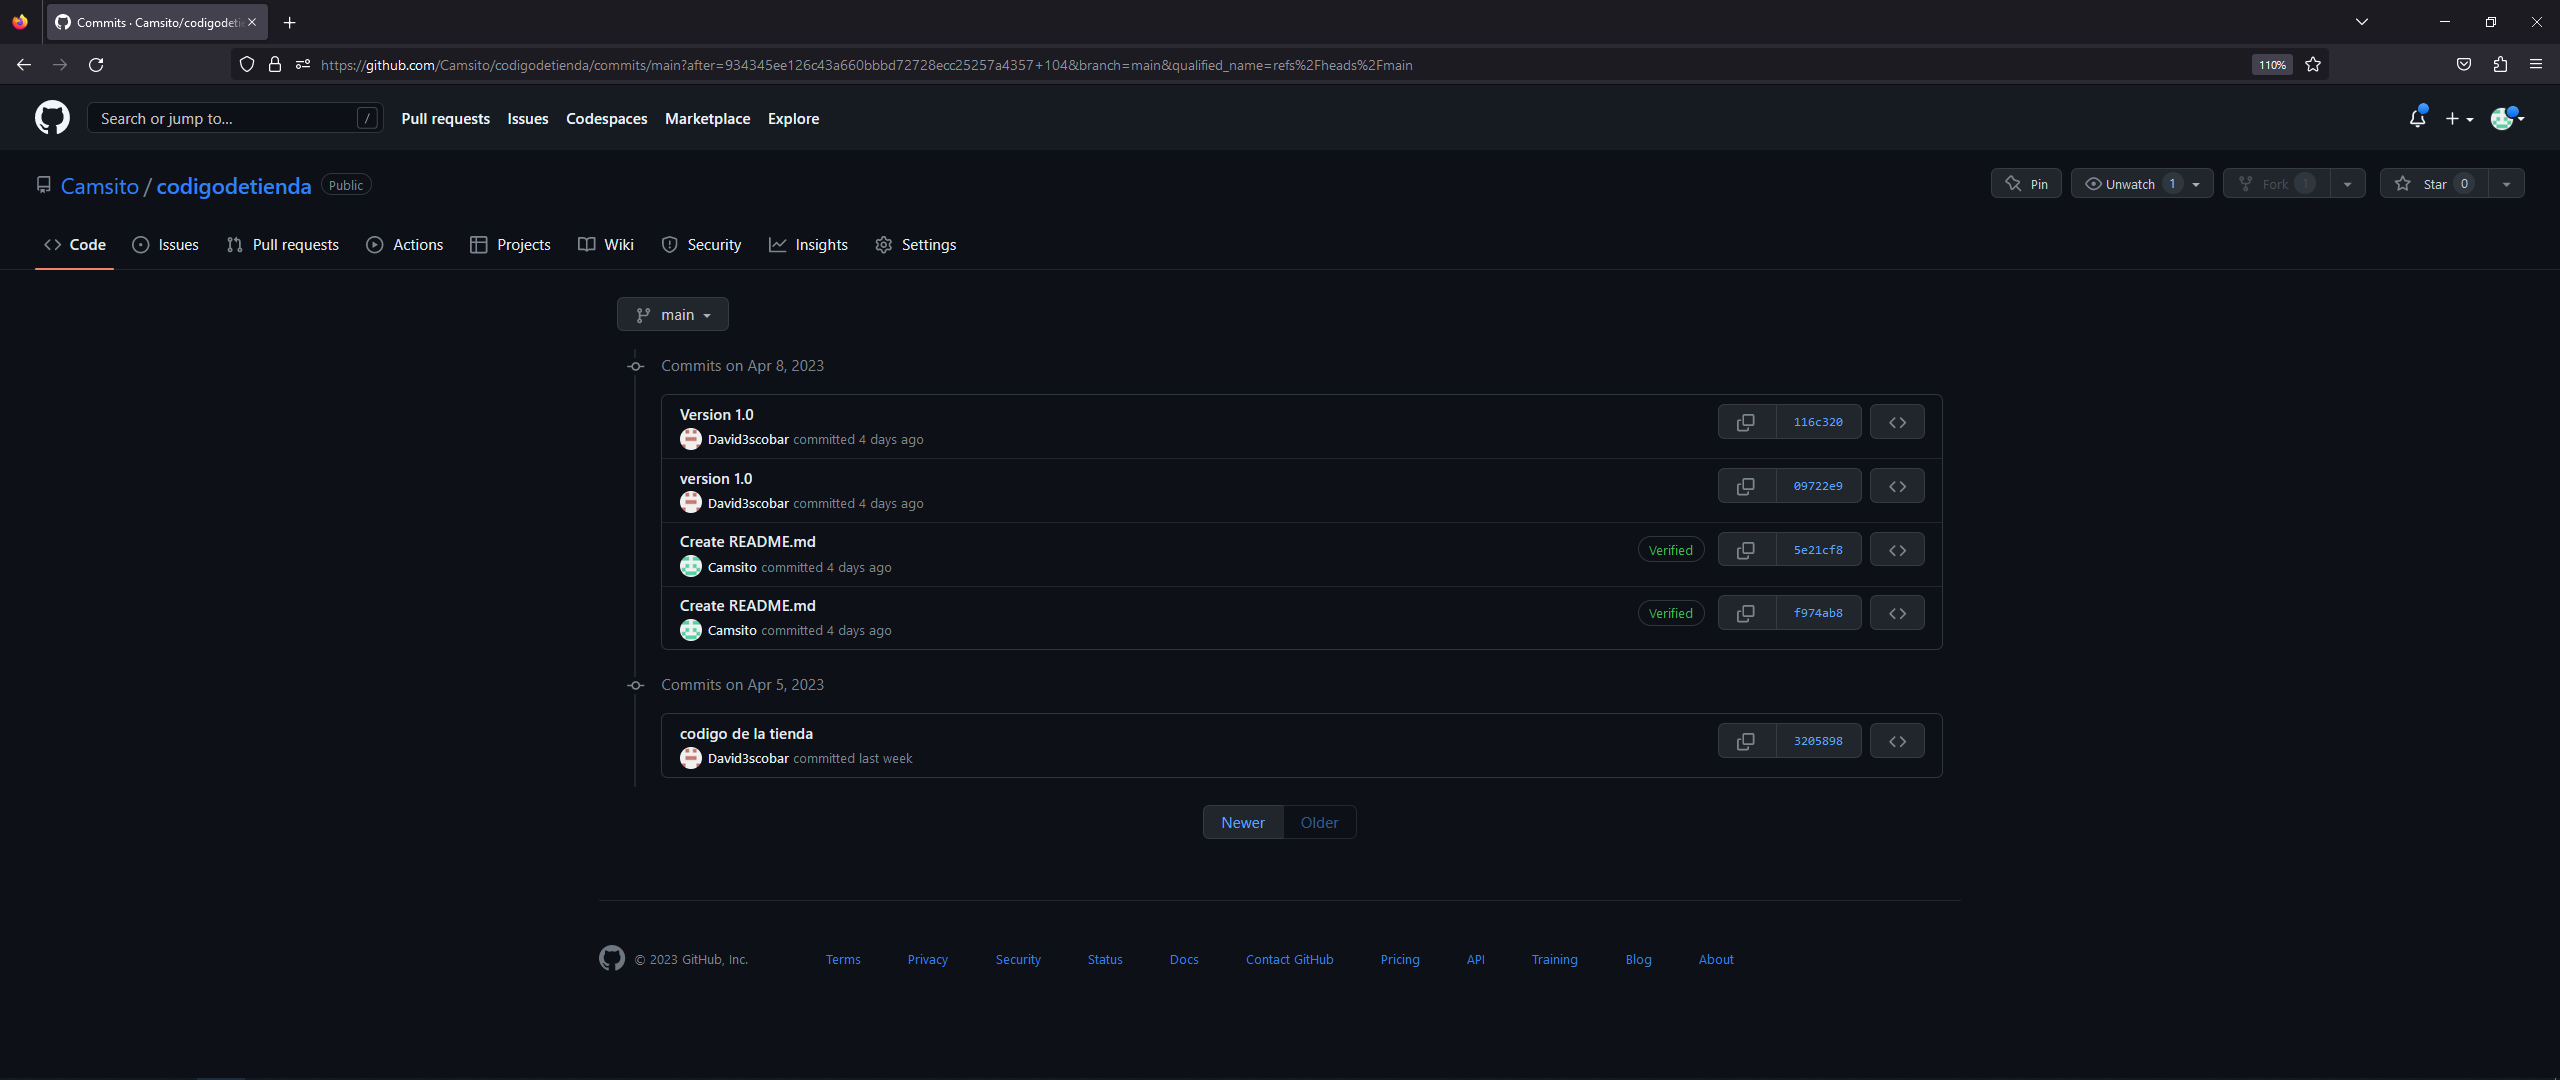 Commits · Camsito/codigodeti
https://github.com/Camsito/codigodetienda/commits/main?after=934345ee126c43a660bbbd72728ecc25257a4357+104&branch=main&qualified_name=refs%2Fheads%2Fmain
110%
Search or jump to...
/
Pull requests
Issues
Codespaces
Marketplace
Explore
Camsito / codigodetienda
Public
Pin
Unwatch 1
Fork 1
Star 0
Code
Issues
Pull requests
Actions
Projects
Wiki
Security
Insights
Settings
main
Commits on Apr 8, 2023
Version 1.0
David3scobar committed 4 days ago
116c320
version 1.0
David3scobar committed 4 days ago
09722e9
Create README.md
Camsito committed 4 days ago
Verified
5e21cf8
Create README.md
Camsito committed 4 days ago
Verified
f974ab8
Commits on Apr 5, 2023
codigo de la tienda
David3scobar committed last week
3205898
Newer
Older
© 2023 GitHub, Inc.
Terms
Privacy
Security
Status
Docs
Contact GitHub
Pricing
API
Training
Blog
About